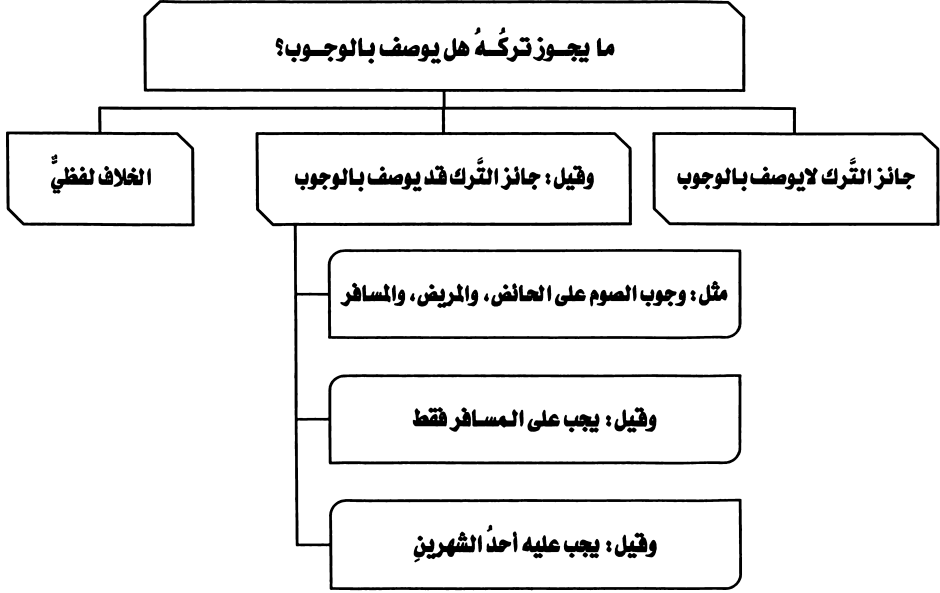 ما يجوز تركُهُ هل يوصف بالوجوب؟
جائز التَّرك لايوصف بالوجوب
وقيل: جائز التَّرك قد يوصف بالوجوب
الخلاف لفظيٌّ
مثل: وجوب الصوم على الحائض، والمريض، والمسافر
وقيل: يجب على المسافر فقط
وقيل: يجب عليه أحدُ الشهرينِ